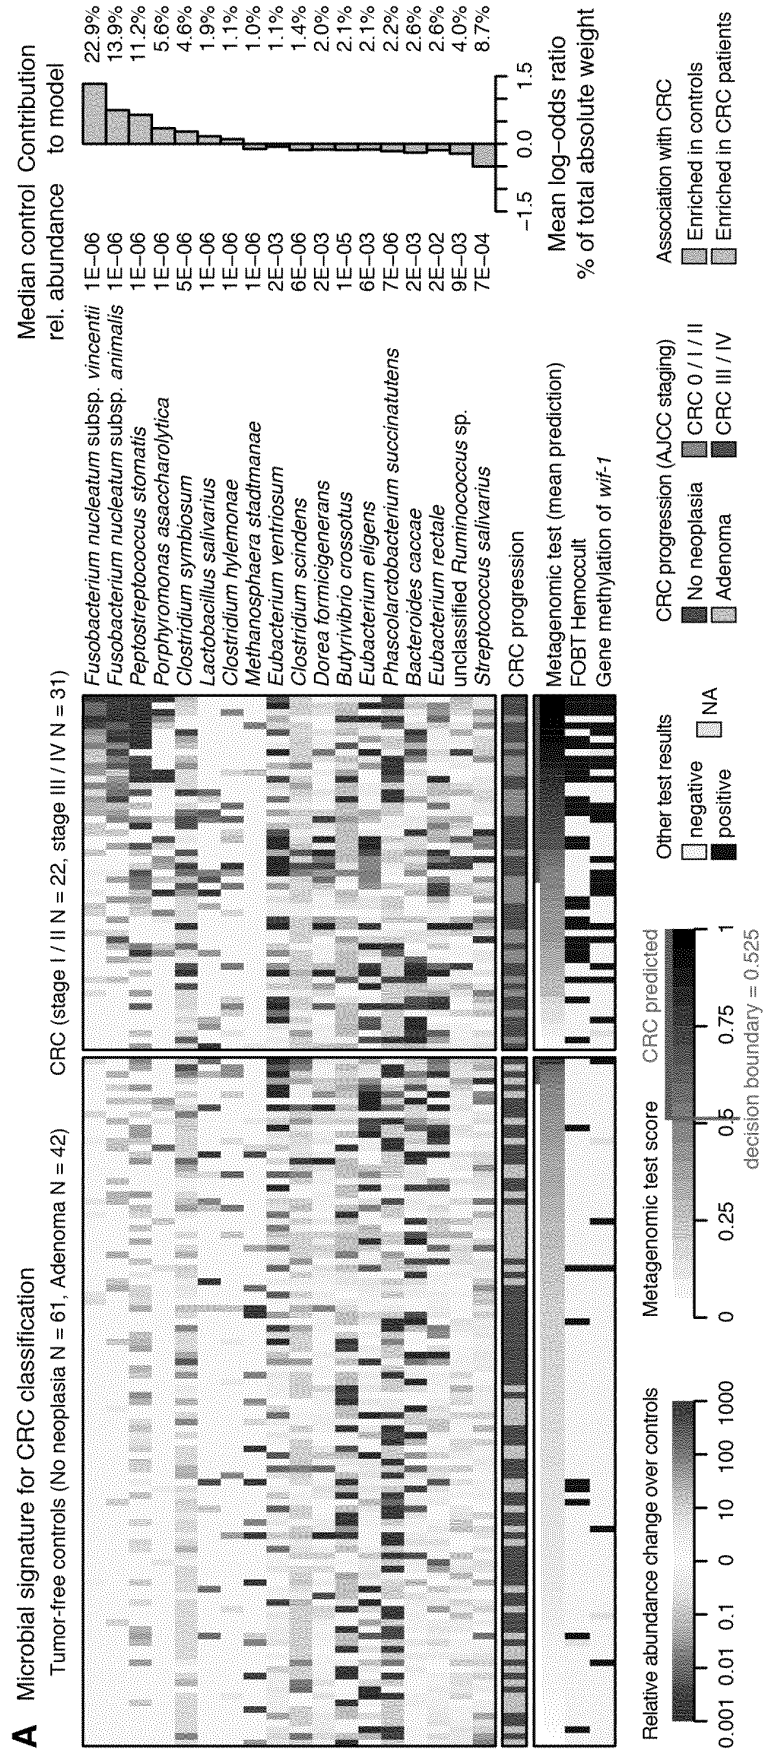 A Microbial signature for CRC classification
Tumor-free controls (No neoplasia N = 61, Adenoma N = 42)
CRC (stage I / II N = 22, stage III / IV N = 31)
Median control
rel. abundance
Contribution
to model
Fusobacterium nucleatum subsp. vincentii 1E−06 22.9%
Fusobacterium nucleatum subsp. animalis 1E−06 13.9%
Peptostreptococcus stomatis 1E−06 11.2%
Porphyromonas asaccharolytica 1E−06 5.6%
Clostridium symbiosum 5E−06 4.6%
Lactobacillus salivarius 1E−06 1.9%
Clostridium hylemonae 1E−06 1.1%
Methanosphaera stadtmanae 1E−06 1.0%
Eubacterium ventriosum 2E−03 1.1%
Clostridium scindens 6E−06 1.4%
Dorea formicigenerans 2E−03 2.0%
Butyrivibrio crossotus 1E−05 2.1%
Eubacterium eligens 6E−03 2.1%
Phascolarctobacterium succinatutens 7E−06 2.2%
Bacteroides caccae 2E−03 2.6%
Eubacterium rectale 2E−02 2.6%
unclassified Ruminococcus sp. 9E−03 4.0%
Streptococcus salivarius 7E−04 8.7%
−1.5 0.0 1.5
Mean log−odds ratio
% of total absolute weight
CRC progression
Metagenomic test (mean prediction)
FOBT Hemoccult
Gene methylation of wif-1
Relative abundance change over controls
0.001 0.01 0.1 0 10 100 1000
Metagenomic test score
CRC predicted
0 0.25 0.5 0.75 1
decision boundary = 0.525
Other test results
negative
positive
NA
CRC progression (AJCC staging)
No neoplasia
Adenoma
CRC 0 / I / II
CRC III / IV
Association with CRC
Enriched in controls
Enriched in CRC patients